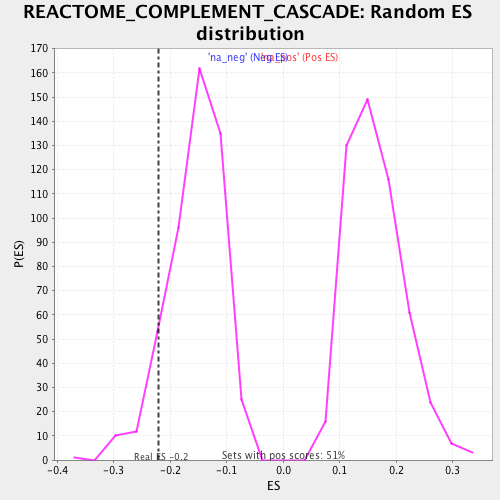 REACTOME_COMPLEMENT_CASCADE: Random ES
distribution
'na_neg' (Neg ES)
'na_pos' (Pos ES)
170
160
150
140
130
120
110
100
90
80
70
60
50
40
30
20
10
0
P(ES)
Real ES -0.2
Sets with pos scores: 51%
-0.4 -0.3 -0.2 -0.1 0.0 0.1 0.2 0.3
ES